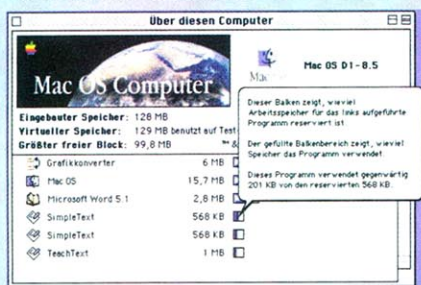 Über diesen Computer
Mac OS Computer
Mac OS D1-8.5
Eingebauter Speicher: 128 MB
Virtueller Speicher: 129 MB benutzt auf Test
Größter freier Block: 99,8 MB
™ &
Grafikkonverter 6 MB
Mac OS 15,7 MB
Microsoft Word 5.1 2,8 MB
SimpleText 568 KB
SimpleText 568 KB
TeachText 1 MB
Dieser Balken zeigt, wieviel
Arbeitsspeicher für das links aufgeführte
Programm reserviert ist.
Der gefüllte Balkenbereich zeigt, wieviel
Speicher das Programm verwendet.
Dieses Programm verwendet gegenwärtig
201 KB von den reservierten 568 KB.